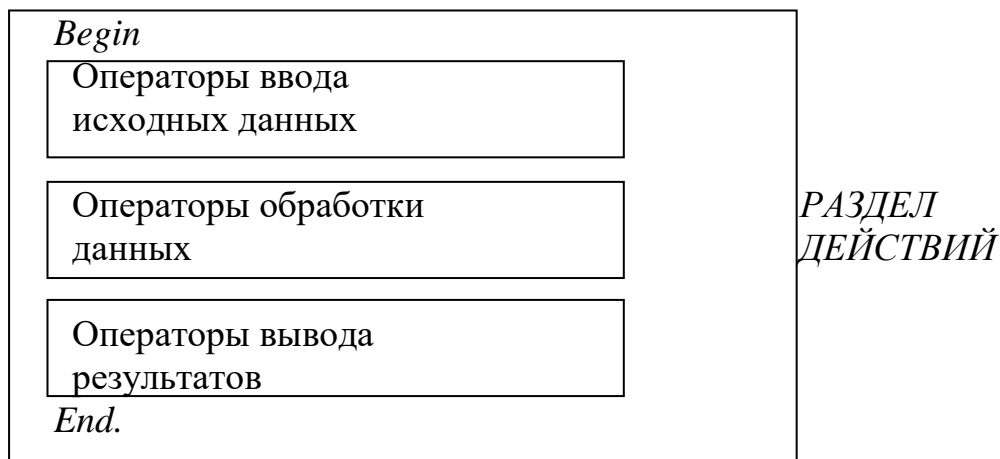 Begin
Операторы ввода
исходных данных
Операторы обработки
данных
РАЗДЕЛ
ДЕЙСТВИЙ
Операторы вывода
результатов
End.